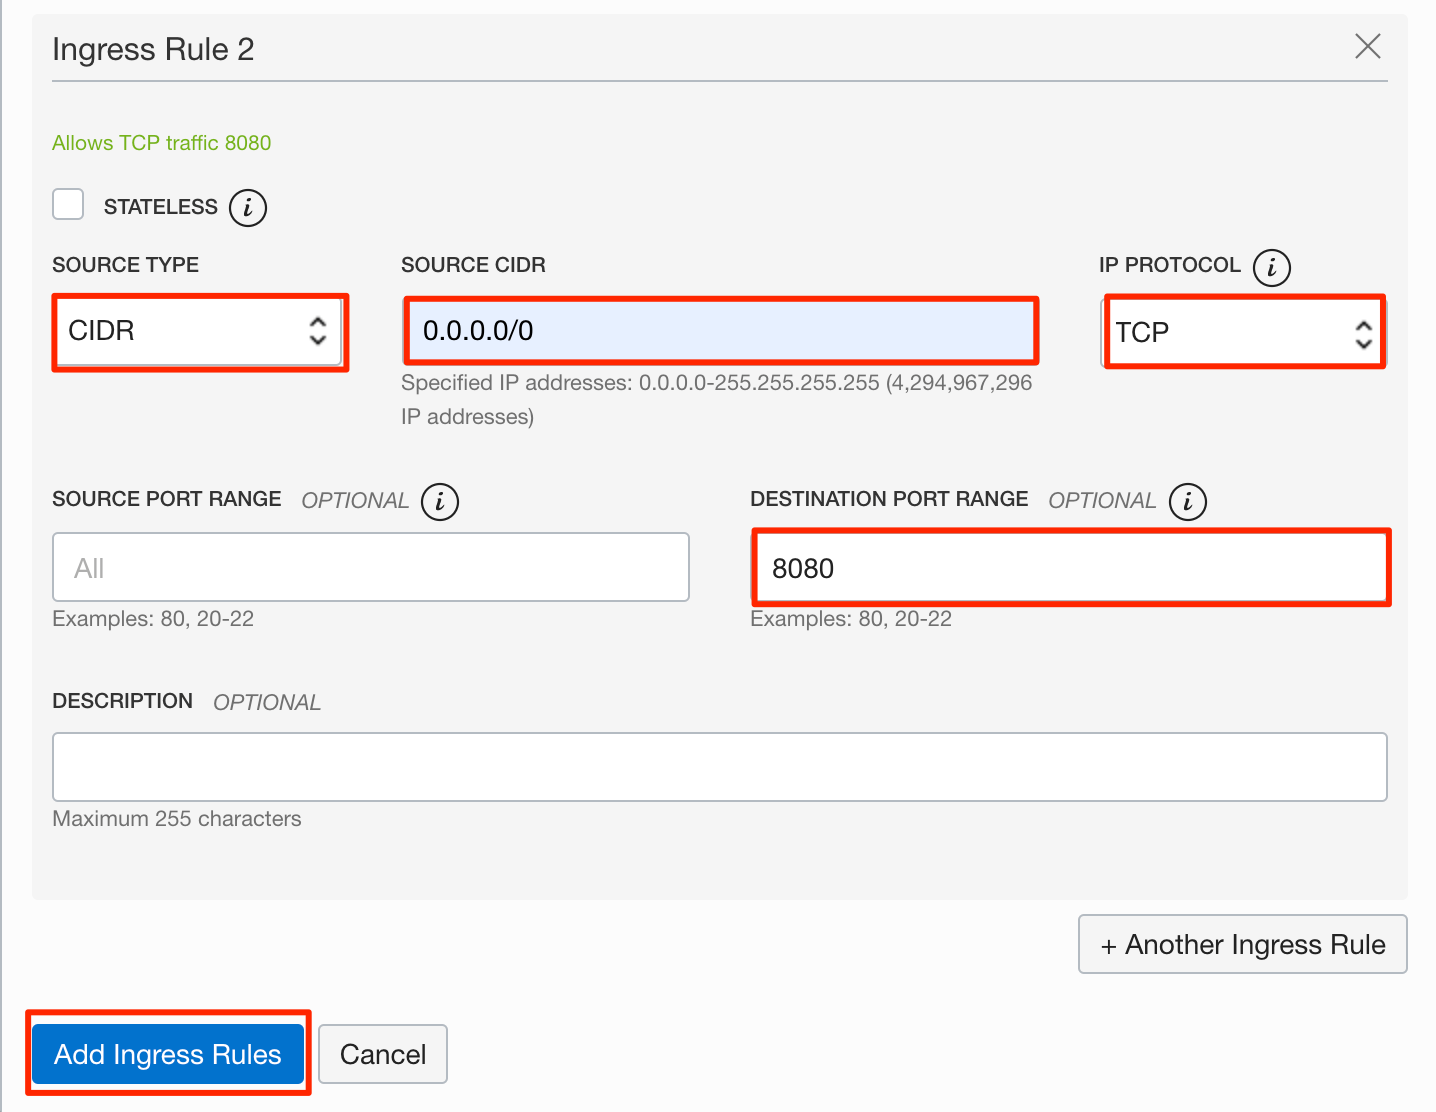 Ingress Rule 2
Allows TCP traffic 8080
STATELESS i
SOURCE TYPE
SOURCE CIDR
IP PROTOCOL i
CIDR
0.0.0.0/0
TCP
Specified IP addresses: 0.0.0.0-255.255.255.255 (4,294,967,296
IP addresses)
SOURCE PORT RANGE OPTIONAL i
DESTINATION PORT RANGE OPTIONAL i
All
8080
Examples: 80, 20-22
Examples: 80, 20-22
DESCRIPTION OPTIONAL
Maximum 255 characters
+ Another Ingress Rule
Add Ingress Rules
Cancel